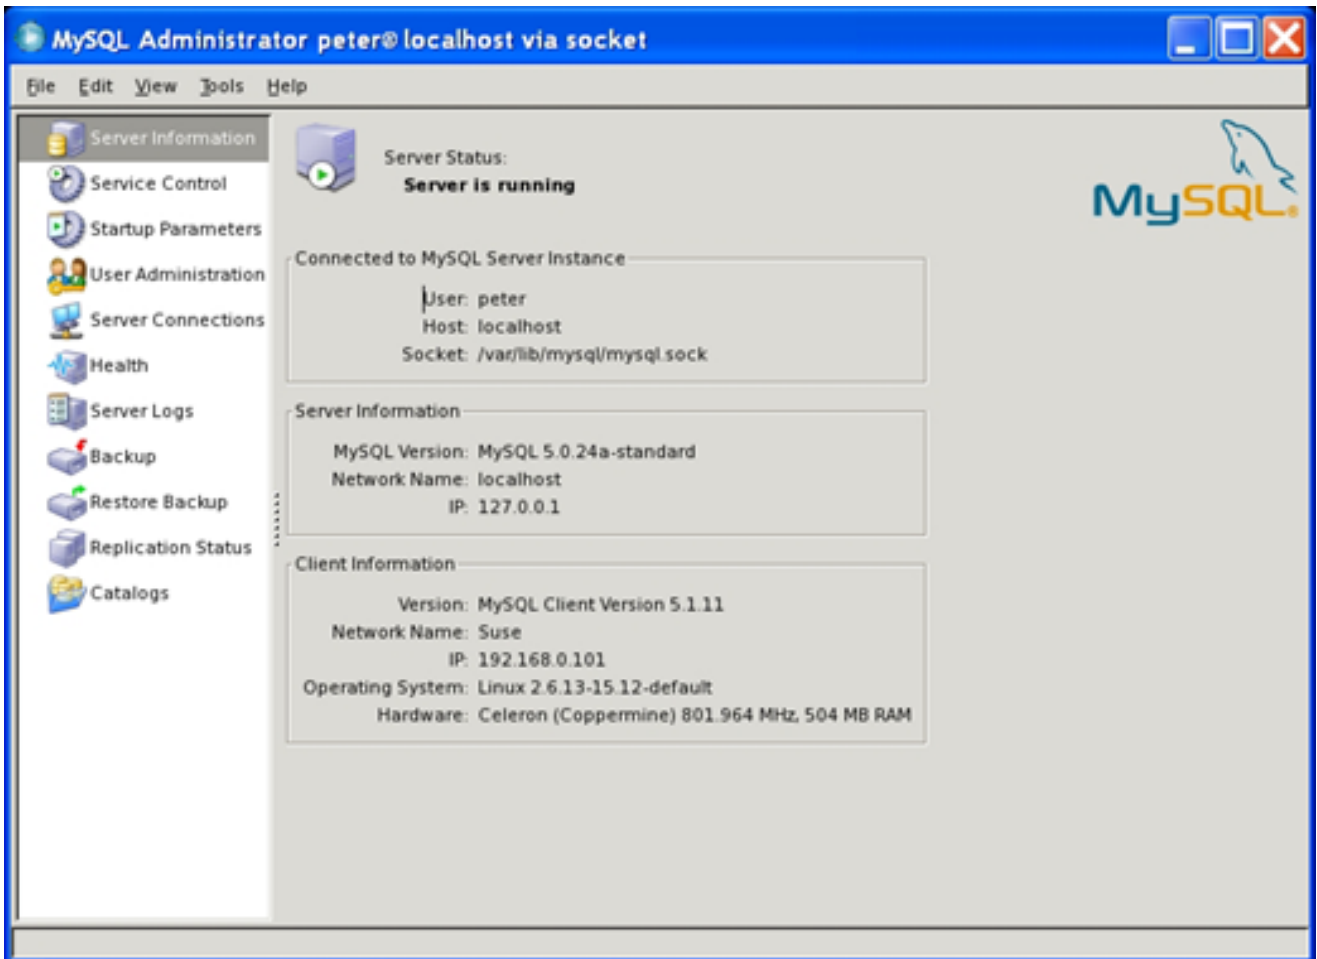 MySQL Administrator peter@localhost via socket
File Edit View Tools Help
Server Information
Service Control
Startup Parameters
User Administration
Server Connections
Health
Server Logs
Backup
Restore Backup
Replication Status
Catalogs
Server Status:
Server is running
MySQL®
Connected to MySQL Server Instance
User: peter
Host: localhost
Socket: /var/lib/mysql/mysql.sock
Server Information
MySQL Version: MySQL 5.0.24a-standard
Network Name: localhost
IP: 127.0.0.1
Client Information
Version: MySQL Client Version 5.1.11
Network Name: Suse
IP: 192.168.0.101
Operating System: Linux 2.6.13-15.12-default
Hardware: Celeron (Coppermine) 801.964 MHz, 504 MB RAM